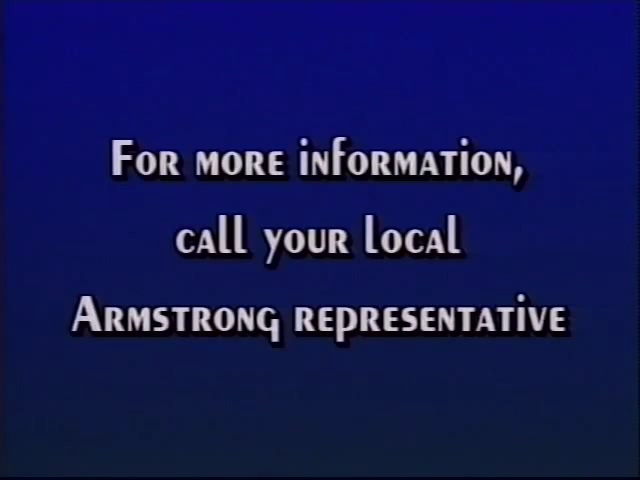 For more information,
call your local
Armstrong representative